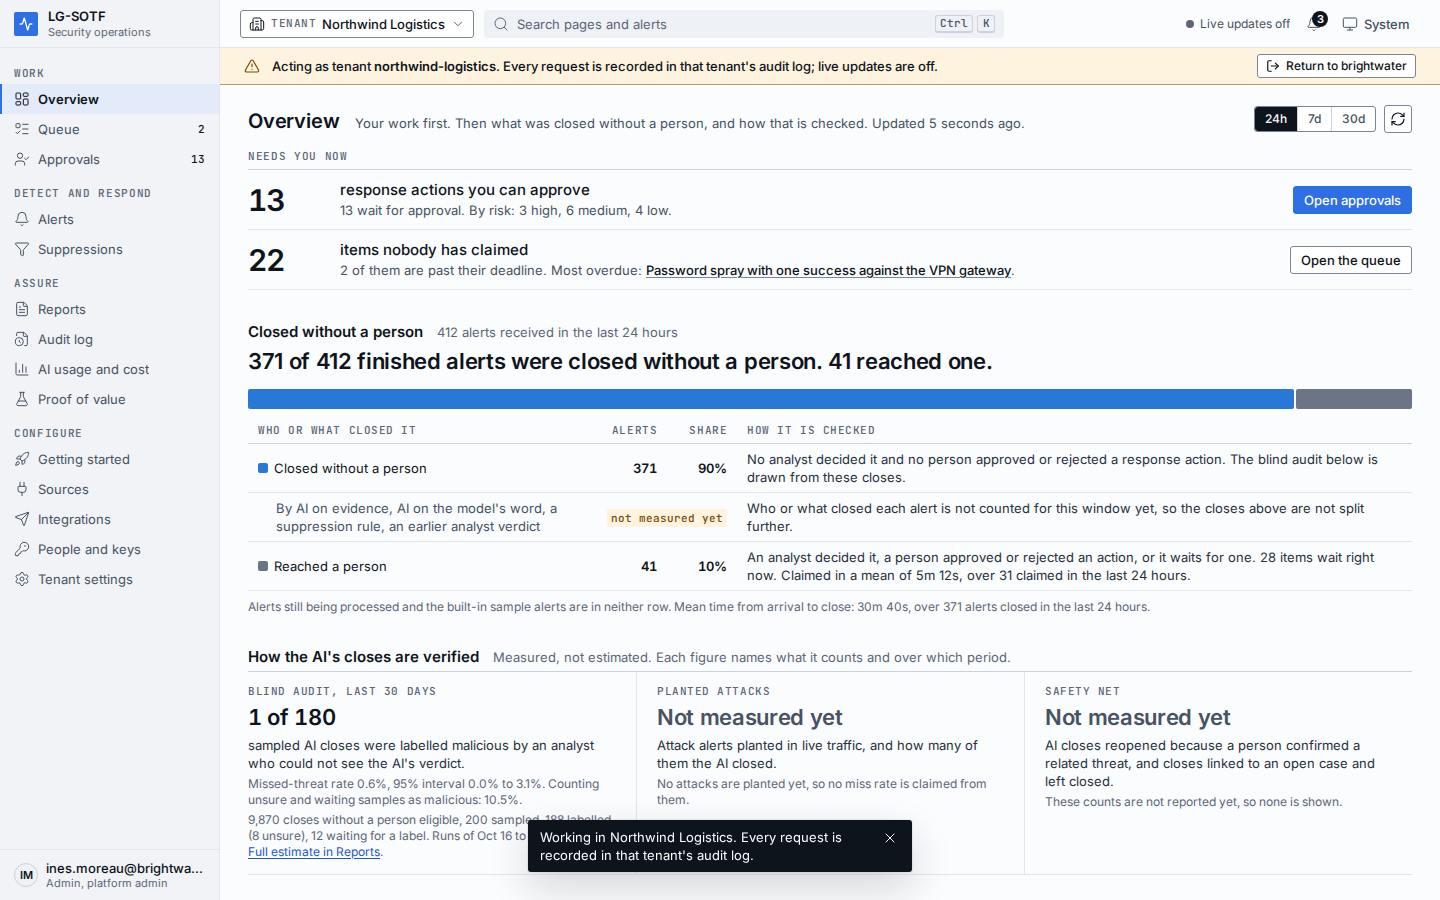 LG-SOTF
Security operations
TENANT Northwind Logistics
Search pages and alerts
Ctrl K
Live updates off
3
System
Acting as tenant northwind-logistics. Every request is recorded in that tenant's audit log; live updates are off.
Return to brightwater
WORK
Overview
Queue 2
Approvals 13
DETECT AND RESPOND
Alerts
Suppressions
ASSURE
Reports
Audit log
AI usage and cost
Proof of value
CONFIGURE
Getting started
Sources
Integrations
People and keys
Tenant settings
IM
ines.moreau@brightwa...
Admin, platform admin
Overview Your work first. Then what was closed without a person, and how that is checked. Updated 5 seconds ago.
24h 7d 30d
NEEDS YOU NOW
13
response actions you can approve
13 wait for approval. By risk: 3 high, 6 medium, 4 low.
Open approvals
22
items nobody has claimed
2 of them are past their deadline. Most overdue: Password spray with one success against the VPN gateway.
Open the queue
Closed without a person 412 alerts received in the last 24 hours
371 of 412 finished alerts were closed without a person. 41 reached one.
WHO OR WHAT CLOSED IT ALERTS SHARE HOW IT IS CHECKED
Closed without a person 371 90% No analyst decided it and no person approved or rejected a response action. The blind audit below is
drawn from these closes.
By AI on evidence, AI on the model's word, a
suppression rule, an earlier analyst verdict
not measured yet
Who or what closed each alert is not counted for this window yet, so the closes above are not split
further.
Reached a person 41 10% An analyst decided it, a person approved or rejected an action, or it waits for one. 28 items wait right
now. Claimed in a mean of 5m 12s, over 31 claimed in the last 24 hours.
Alerts still being processed and the built-in sample alerts are in neither row. Mean time from arrival to close: 30m 40s, over 371 alerts closed in the last 24 hours.
How the AI's closes are verified Measured, not estimated. Each figure names what it counts and over which period.
BLIND AUDIT, LAST 30 DAYS
1 of 180
sampled AI closes were labelled malicious by an analyst
who could not see the AI's verdict.
Missed-threat rate 0.6%, 95% interval 0.0% to 3.1%. Counting
unsure and waiting samples as malicious: 10.5%.
9,870 closes without a person eligible, 200 sampled, 188 labelled
(8 unsure), 12 waiting for a label. Runs of Oct 16 to
Full estimate in Reports.
PLANTED ATTACKS
Not measured yet
Attack alerts planted in live traffic, and how many of
them the AI closed.
No attacks are planted yet, so no miss rate is claimed from
them.
SAFETY NET
Not measured yet
AI closes reopened because a person confirmed a
related threat, and closes linked to an open case and
left closed.
These counts are not reported yet, so none is shown.
Working in Northwind Logistics. Every request is
recorded in that tenant's audit log.